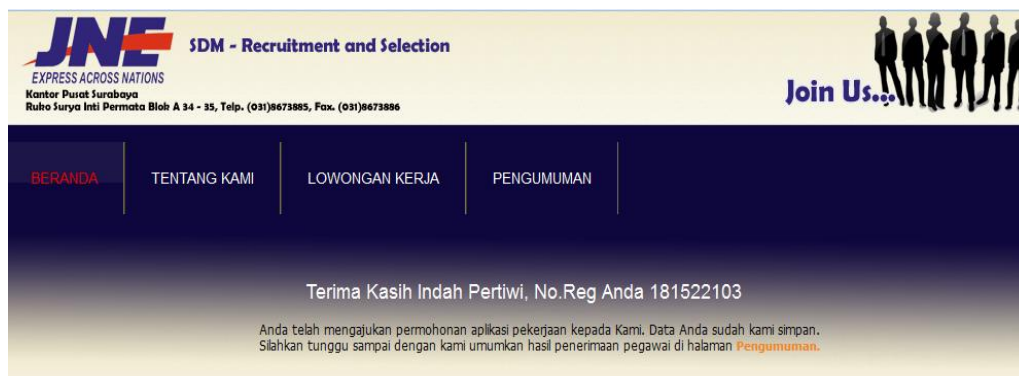 JNE
SDM - Recruitment and Selection
EXPRESS ACROSS NATIONS
Kantor Pusat Surabaya
Ruko Surya Inti Permata Blok A 34 - 35, Telp. (031)8673885, Fax. (031)8673886
Join Us...
BERANDA
TENTANG KAMI
LOWONGAN KERJA
PENGUMUMAN
Terima Kasih Indah Pertiwi, No.Reg Anda 181522103
Anda telah mengajukan permohonan aplikasi pekerjaan kepada Kami. Data Anda sudah kami simpan.
Silahkan tunggu sampai dengan kami umumkan hasil penerimaan pegawai di halaman Pengumuman.